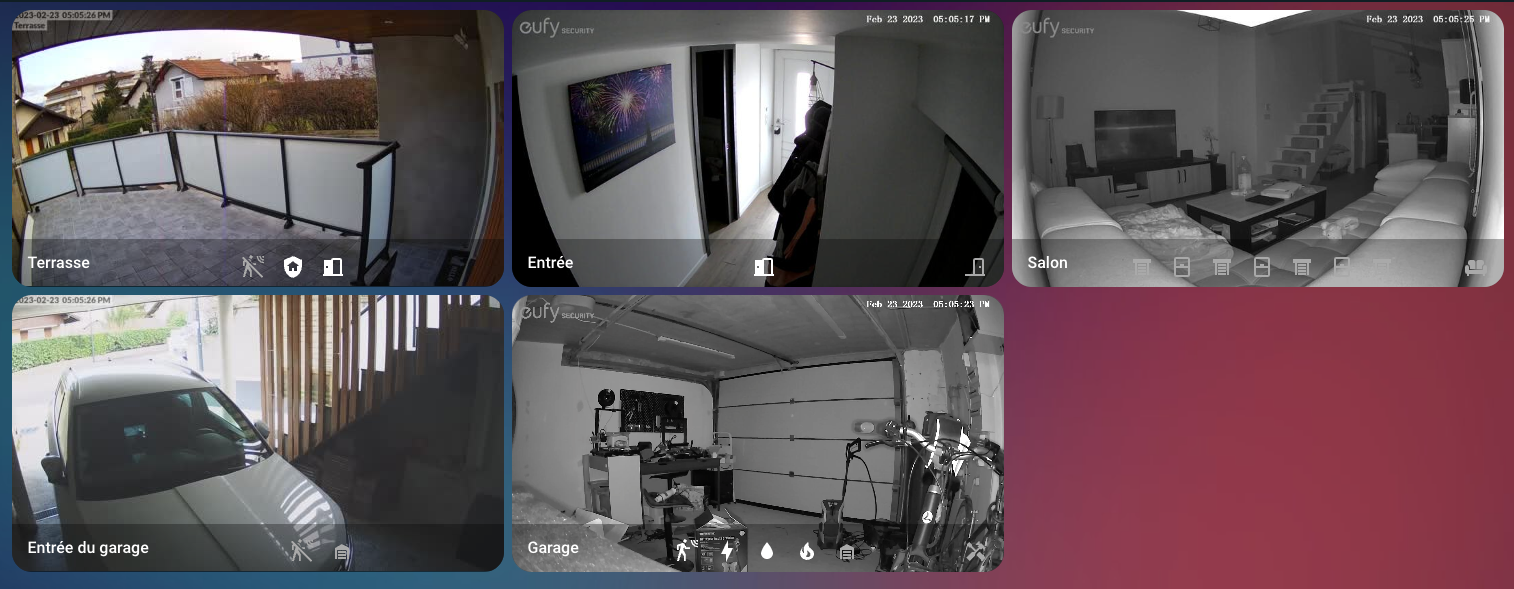 2023-02-23 05:05:26 PM
Terrasse
Terrasse
eufy SECURITY
Feb 23 2023 05:05:17 PM
Entrée
eufy SECURITY
Feb 23 2023 05:05:25 PM
Salon
2023-02-23 05:05:26 PM
Entrée du garage
eufy SECURITY
Feb 23 2023 05:05:23 PM
Garage